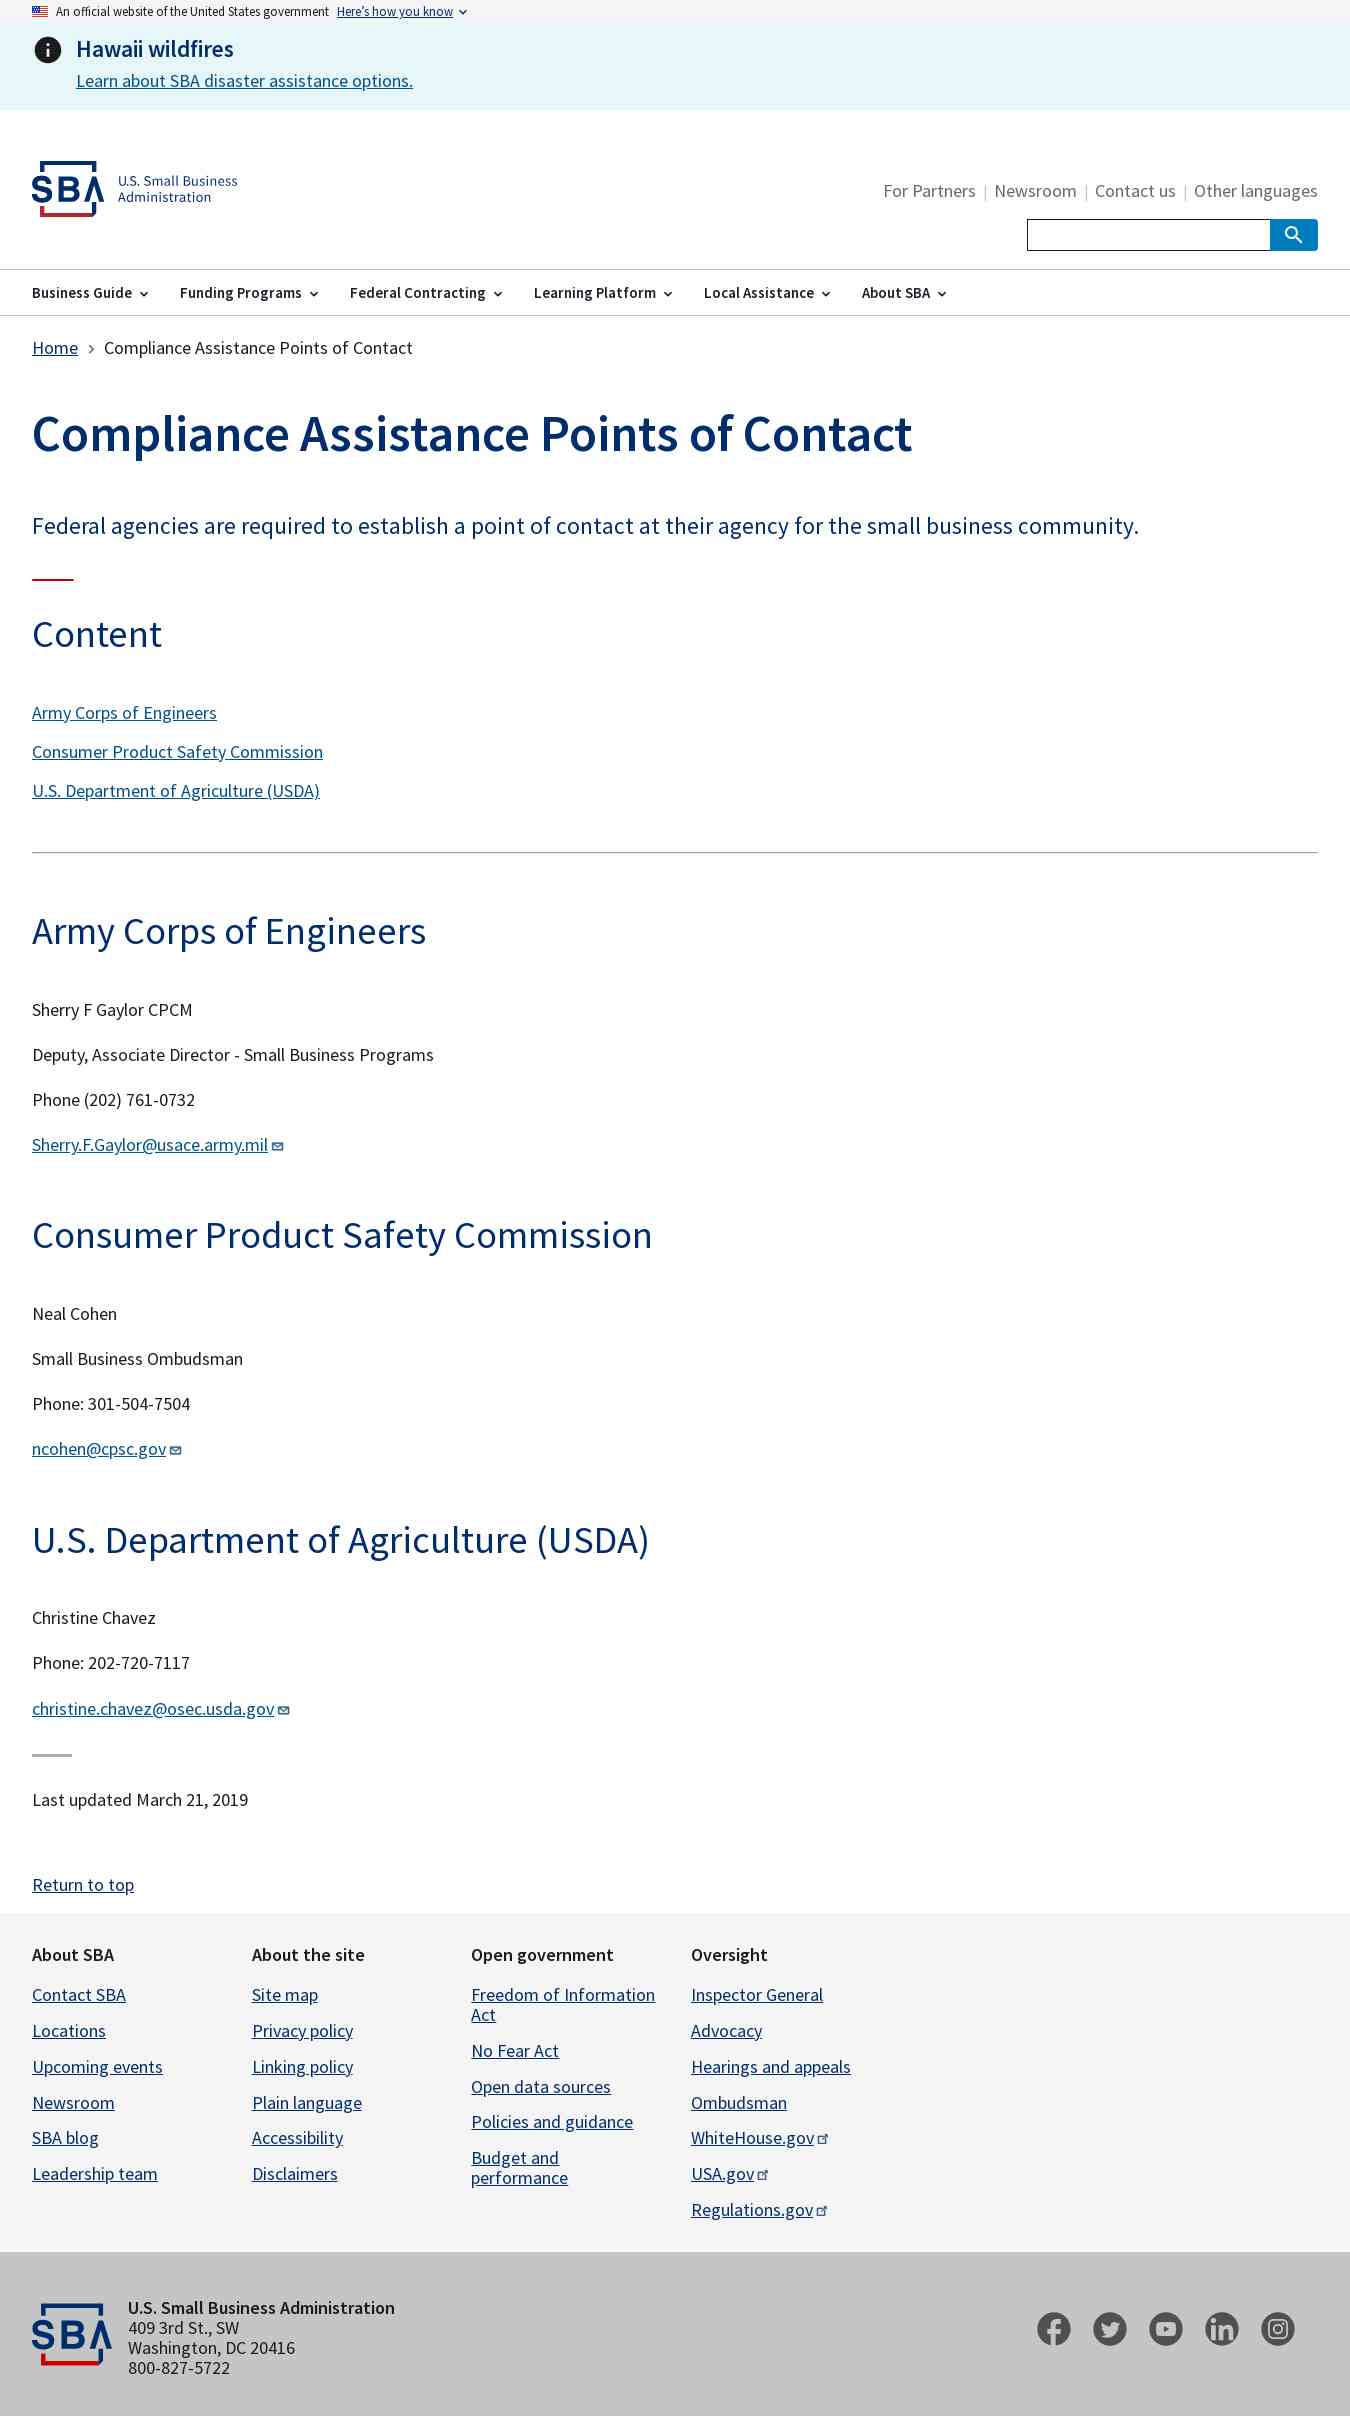 An official website of the United States government Here's how you know
Hawaii wildfires
Learn about SBA disaster assistance options.
SBA U.S. Small Business
Administration
For Partners | Newsroom | Contact us | Other languages
Business Guide Funding Programs Federal Contracting Learning Platform Local Assistance About SBA
Home > Compliance Assistance Points of Contact
Compliance Assistance Points of Contact
Federal agencies are required to establish a point of contact at their agency for the small business community.
Content
Army Corps of Engineers
Consumer Product Safety Commission
U.S. Department of Agriculture (USDA)
Army Corps of Engineers
Sherry F Gaylor CPCM
Deputy, Associate Director - Small Business Programs
Phone (202) 761-0732
Sherry.F.Gaylor@usace.army.mil
Consumer Product Safety Commission
Neal Cohen
Small Business Ombudsman
Phone: 301-504-7504
ncohen@cpsc.gov
U.S. Department of Agriculture (USDA)
Christine Chavez
Phone: 202-720-7117
christine.chavez@osec.usda.gov
Last updated March 21, 2019
Return to top
About SBA
Contact SBA
Locations
Upcoming events
Newsroom
SBA blog
Leadership team
About the site
Site map
Privacy policy
Linking policy
Plain language
Accessibility
Disclaimers
Open government
Freedom of Information
Act
No Fear Act
Open data sources
Policies and guidance
Budget and
performance
Oversight
Inspector General
Advocacy
Hearings and appeals
Ombudsman
WhiteHouse.gov
USA.gov
Regulations.gov
SBA
U.S. Small Business Administration
409 3rd St., SW
Washington, DC 20416
800-827-5722